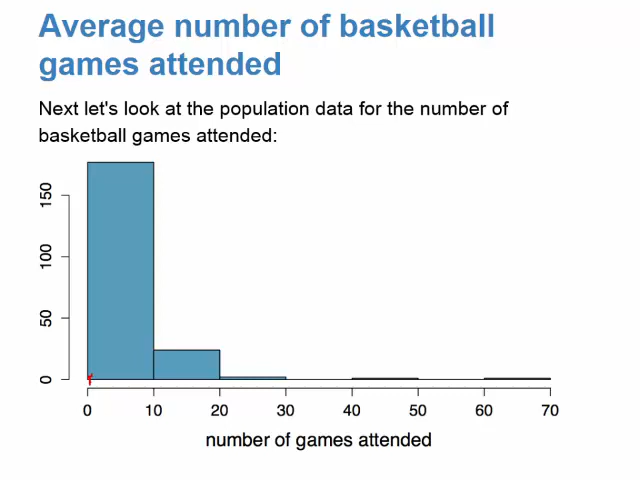 Average number of basketball
games attended
Next let's look at the population data for the number of
basketball games attended:
150
100
50
0
0 10 20 30 40 50 60 70
number of games attended